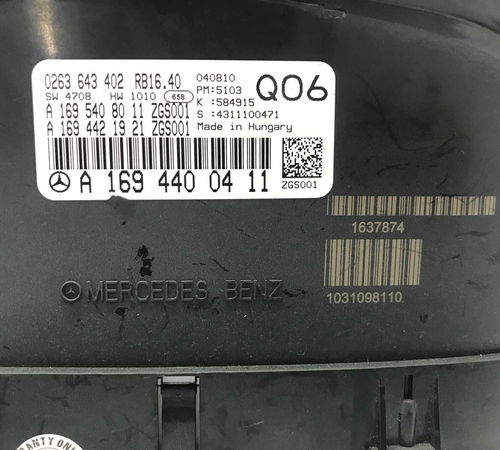 0263 643 402 RB16.40
SW 4708 HW 1010 658
A 169 540 80 11 ZGS001
A 169 442 19 21 ZGS001
040810
PM:5103
K :584915
S :4311100471
Made in Hungary
Q06
A 169 440 04 11
ZGS001
1637874
1031098110
MERCEDES BENZ
RANTY ONL